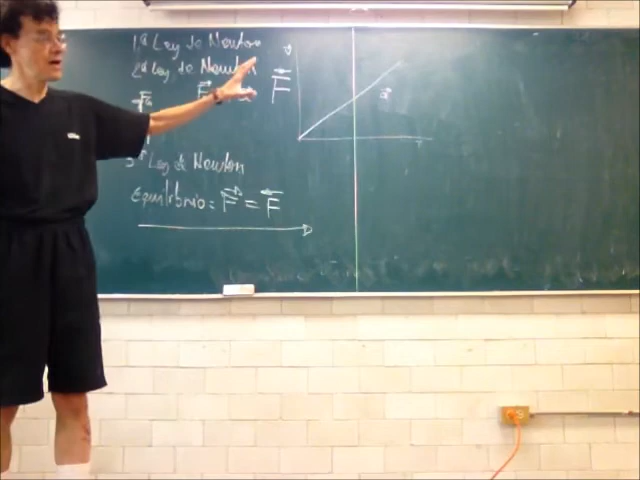 1ª Ley de Newton
2ª Ley de Newton
F
F
3ª Ley de Newton
Equilibrio = F = F
v
a